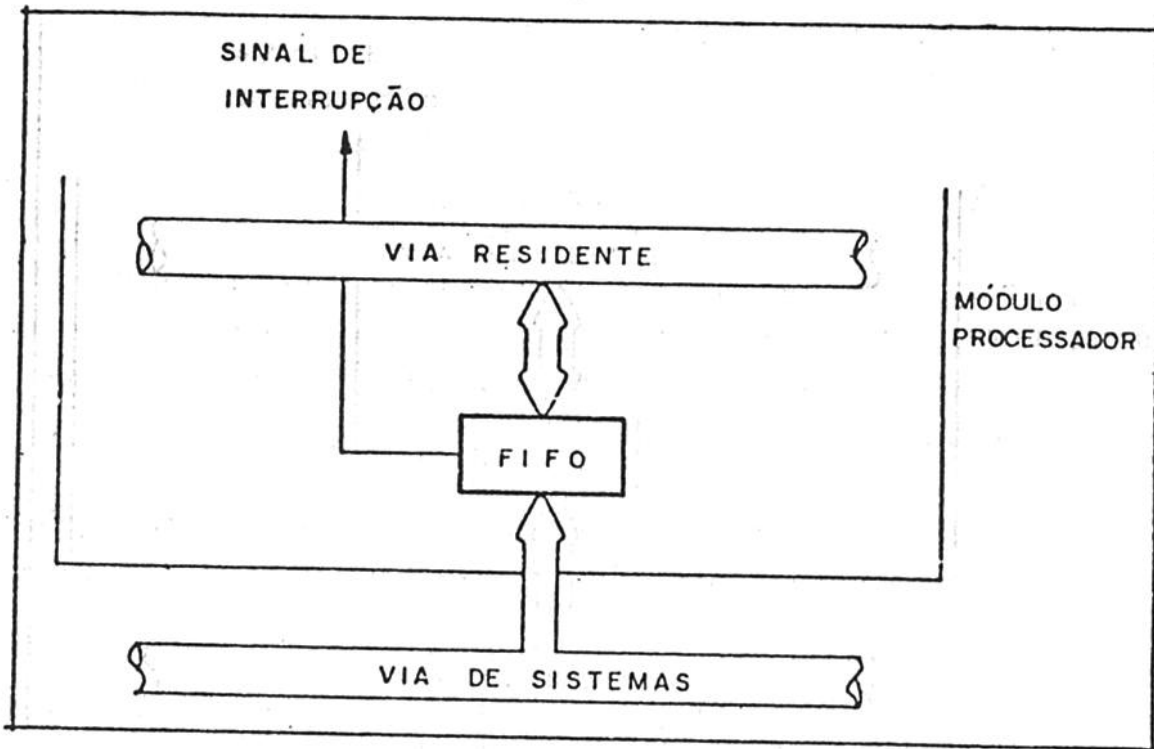 SINAL DE
INTERRUPÇÃO
VIA RESIDENTE
MÓDULO
PROCESSADOR
FIFO
VIA DE SISTEMAS